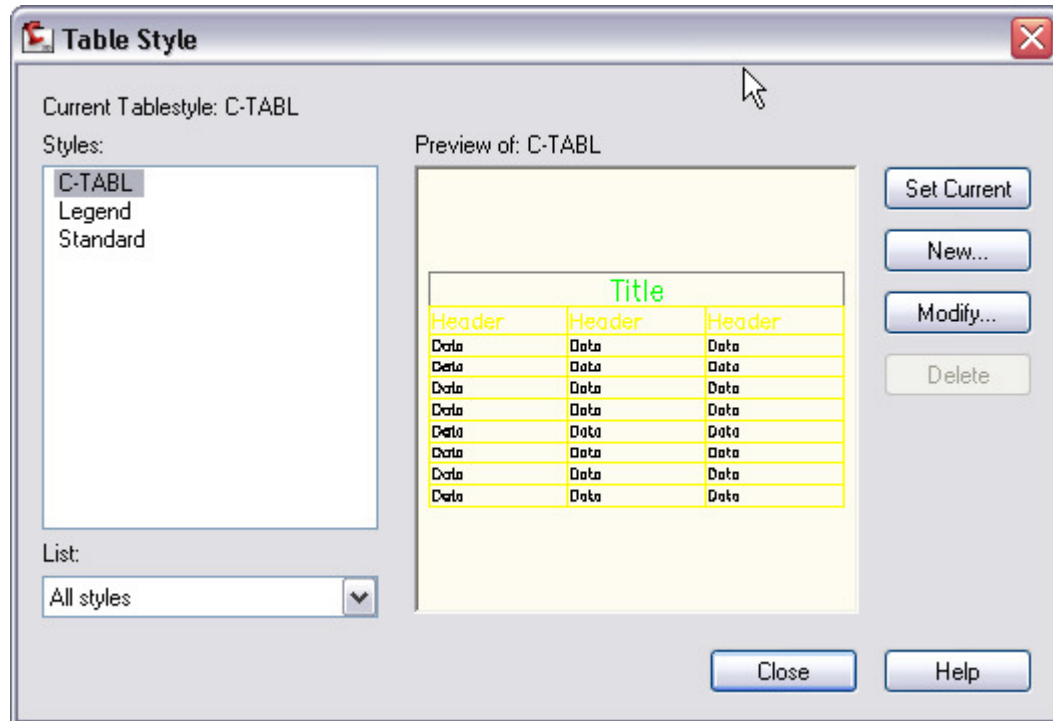 Table Style
Current Tablestyle: C-TABL
Styles:
C-TABL
Legend
Standard
List:
All styles
Preview of: C-TABL
Title
Header Header Header
Data Data Data
Data Data Data
Data Data Data
Data Data Data
Data Data Data
Data Data Data
Data Data Data
Data Data Data
Set Current
New...
Modify...
Delete
Close
Help